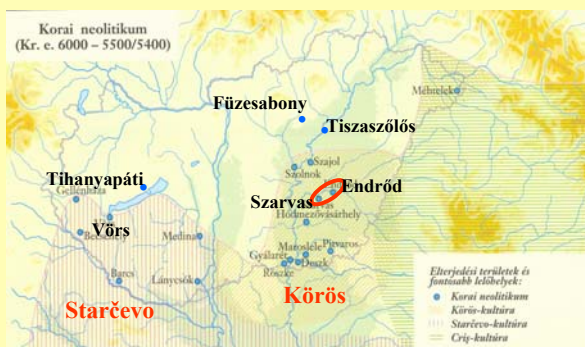 Korai neolitikum
(Kr. e. 6000 – 5500/5400)
Méhtelek
Füzesabony
Tiszaszőlős
Szajol
Szolnok
Tihanyapáti
Gellénháza
Endrőd
Szarvas
Hódmezővásárhely
Vörs
Becsehely
Medina
Maroslele
Pitvaros
Gyálarét
Deszk
Röszke
Barcs
Lánycsók
Starčevo
Körös
Elterjedési területek és
fontosabb lelőhelyek:
Korai neolitikum
Körös-kultúra
Starčevo-kultúra
Criş-kultúra